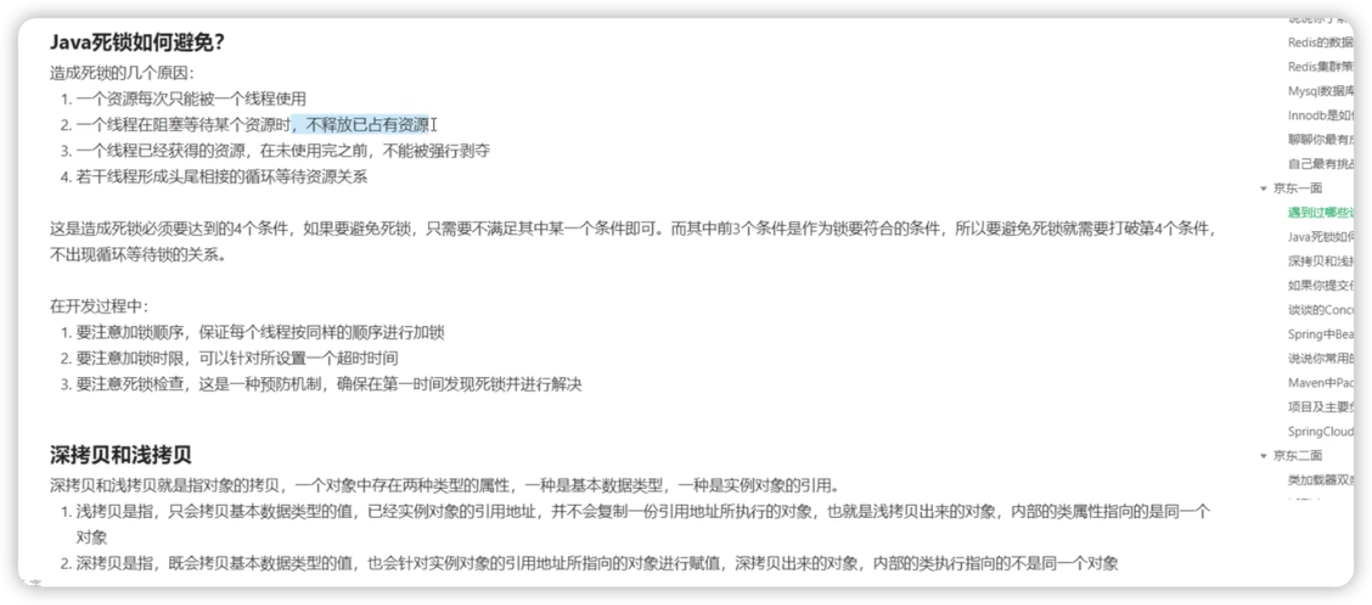 Java死锁如何避免？
造成死锁的几个原因：
1. 一个资源每次只能被一个线程使用
2. 一个线程在阻塞等待某个资源时，不释放已占有资源
3. 一个线程已经获得的资源，在未使用完之前，不能被强行剥夺
4. 若干线程形成头尾相接的循环等待资源关系
这是造成死锁必须要达到的4个条件，如果要避免死锁，只需要不满足其中某一个条件即可。而其中前3个条件是作为锁要符合的条件，所以要避免死锁就需要打破第4个条件，
不出现循环等待锁的关系。
在开发过程中：
1. 要注意加锁顺序，保证每个线程按同样的顺序进行加锁
2. 要注意加锁时限，可以针对所设置一个超时时间
3. 要注意死锁检查，这是一种预防机制，确保在第一时间发现死锁并进行解决
深拷贝和浅拷贝
深拷贝和浅拷贝就是指对象的拷贝，一个对象中存在两种类型的属性，一种是基本数据类型，一种是实例对象的引用。
1. 浅拷贝是指，只会拷贝基本数据类型的值，已经实例对象的引用地址，并不会复制一份引用地址所执行的对象，也就是浅拷贝出来的对象，内部的类属性指向的是同一个
对象
2. 深拷贝是指，既会拷贝基本数据类型的值，也会针对实例对象的引用地址所指向的对象进行赋值，深拷贝出来的对象，内部的类执行指向的不是同一个对象
Redis的数据
Redis集群策
Mysql数据库
Innodb是如
聊聊你最有
自己最有挑
京东一面
遇到过哪些
Java死锁如
深拷贝和浅
如果你提交
谈谈的Conc
Spring中Bea
说说你常用
Maven中Pac
项目及主要
SpringCloud
京东二面
类加载器双